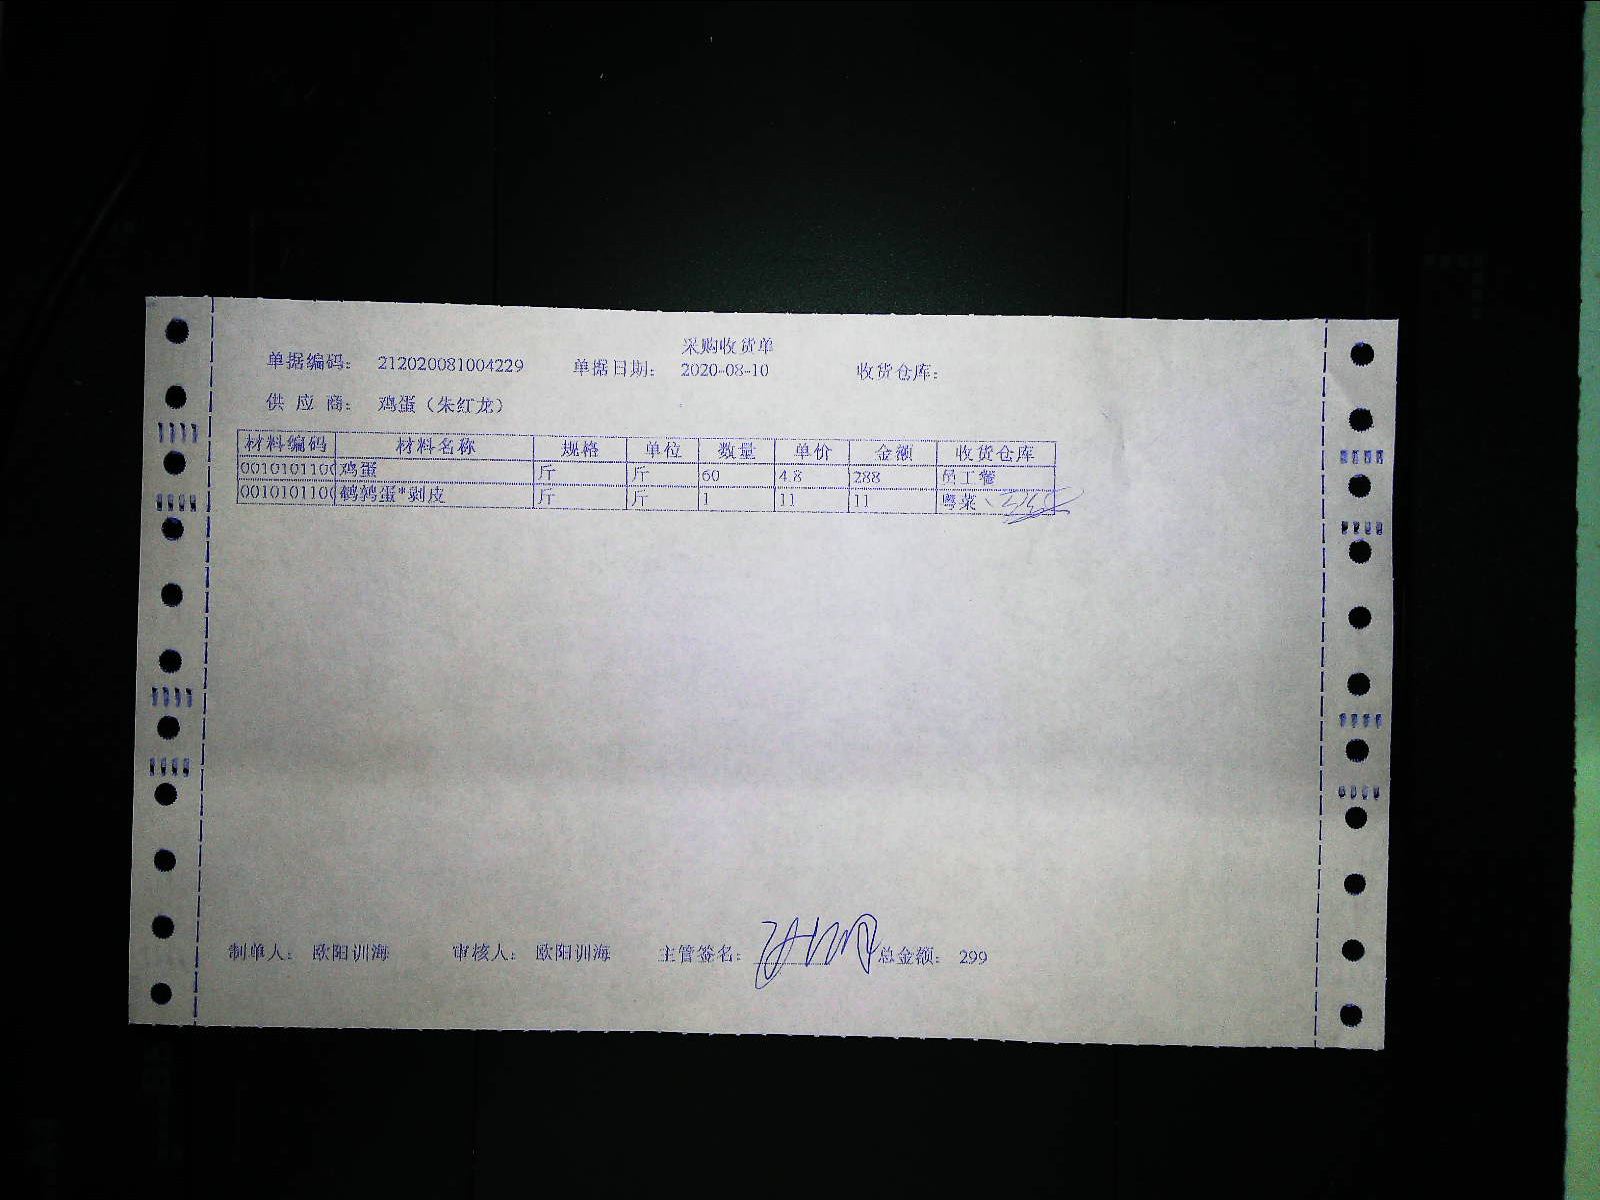 采购收货单
单据编码： 212020081004229 单据日期： 2020-08-10 收货仓库：
供 应 商： 鸡蛋（朱红龙）
材料编码 材料名称 规格 单位 数量 单价 金额 收货仓库
0010101100 鸡蛋 斤 斤 60 4.8 288 员工餐
0010101100 鹌鹑蛋*剥皮 斤 斤 1 11 11 粤菜
制单人： 欧阳训海 审核人： 欧阳训海 主管签名： 总金额： 299